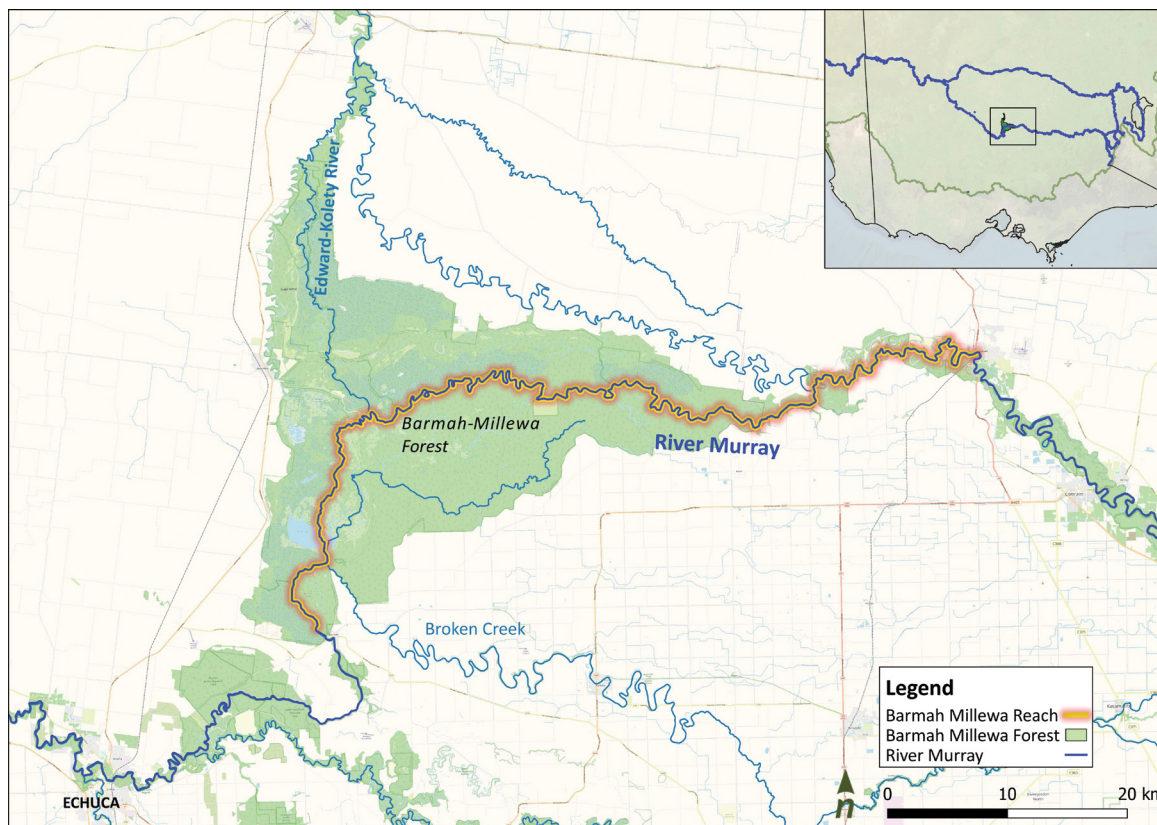 Edward-Kolety River
Barmah-Millewa
Forest
River Murray
Broken Creek
ECHUCA
Legend
Barmah Millewa Reach
Barmah Millewa Forest
River Murray
n
0 10 20 km